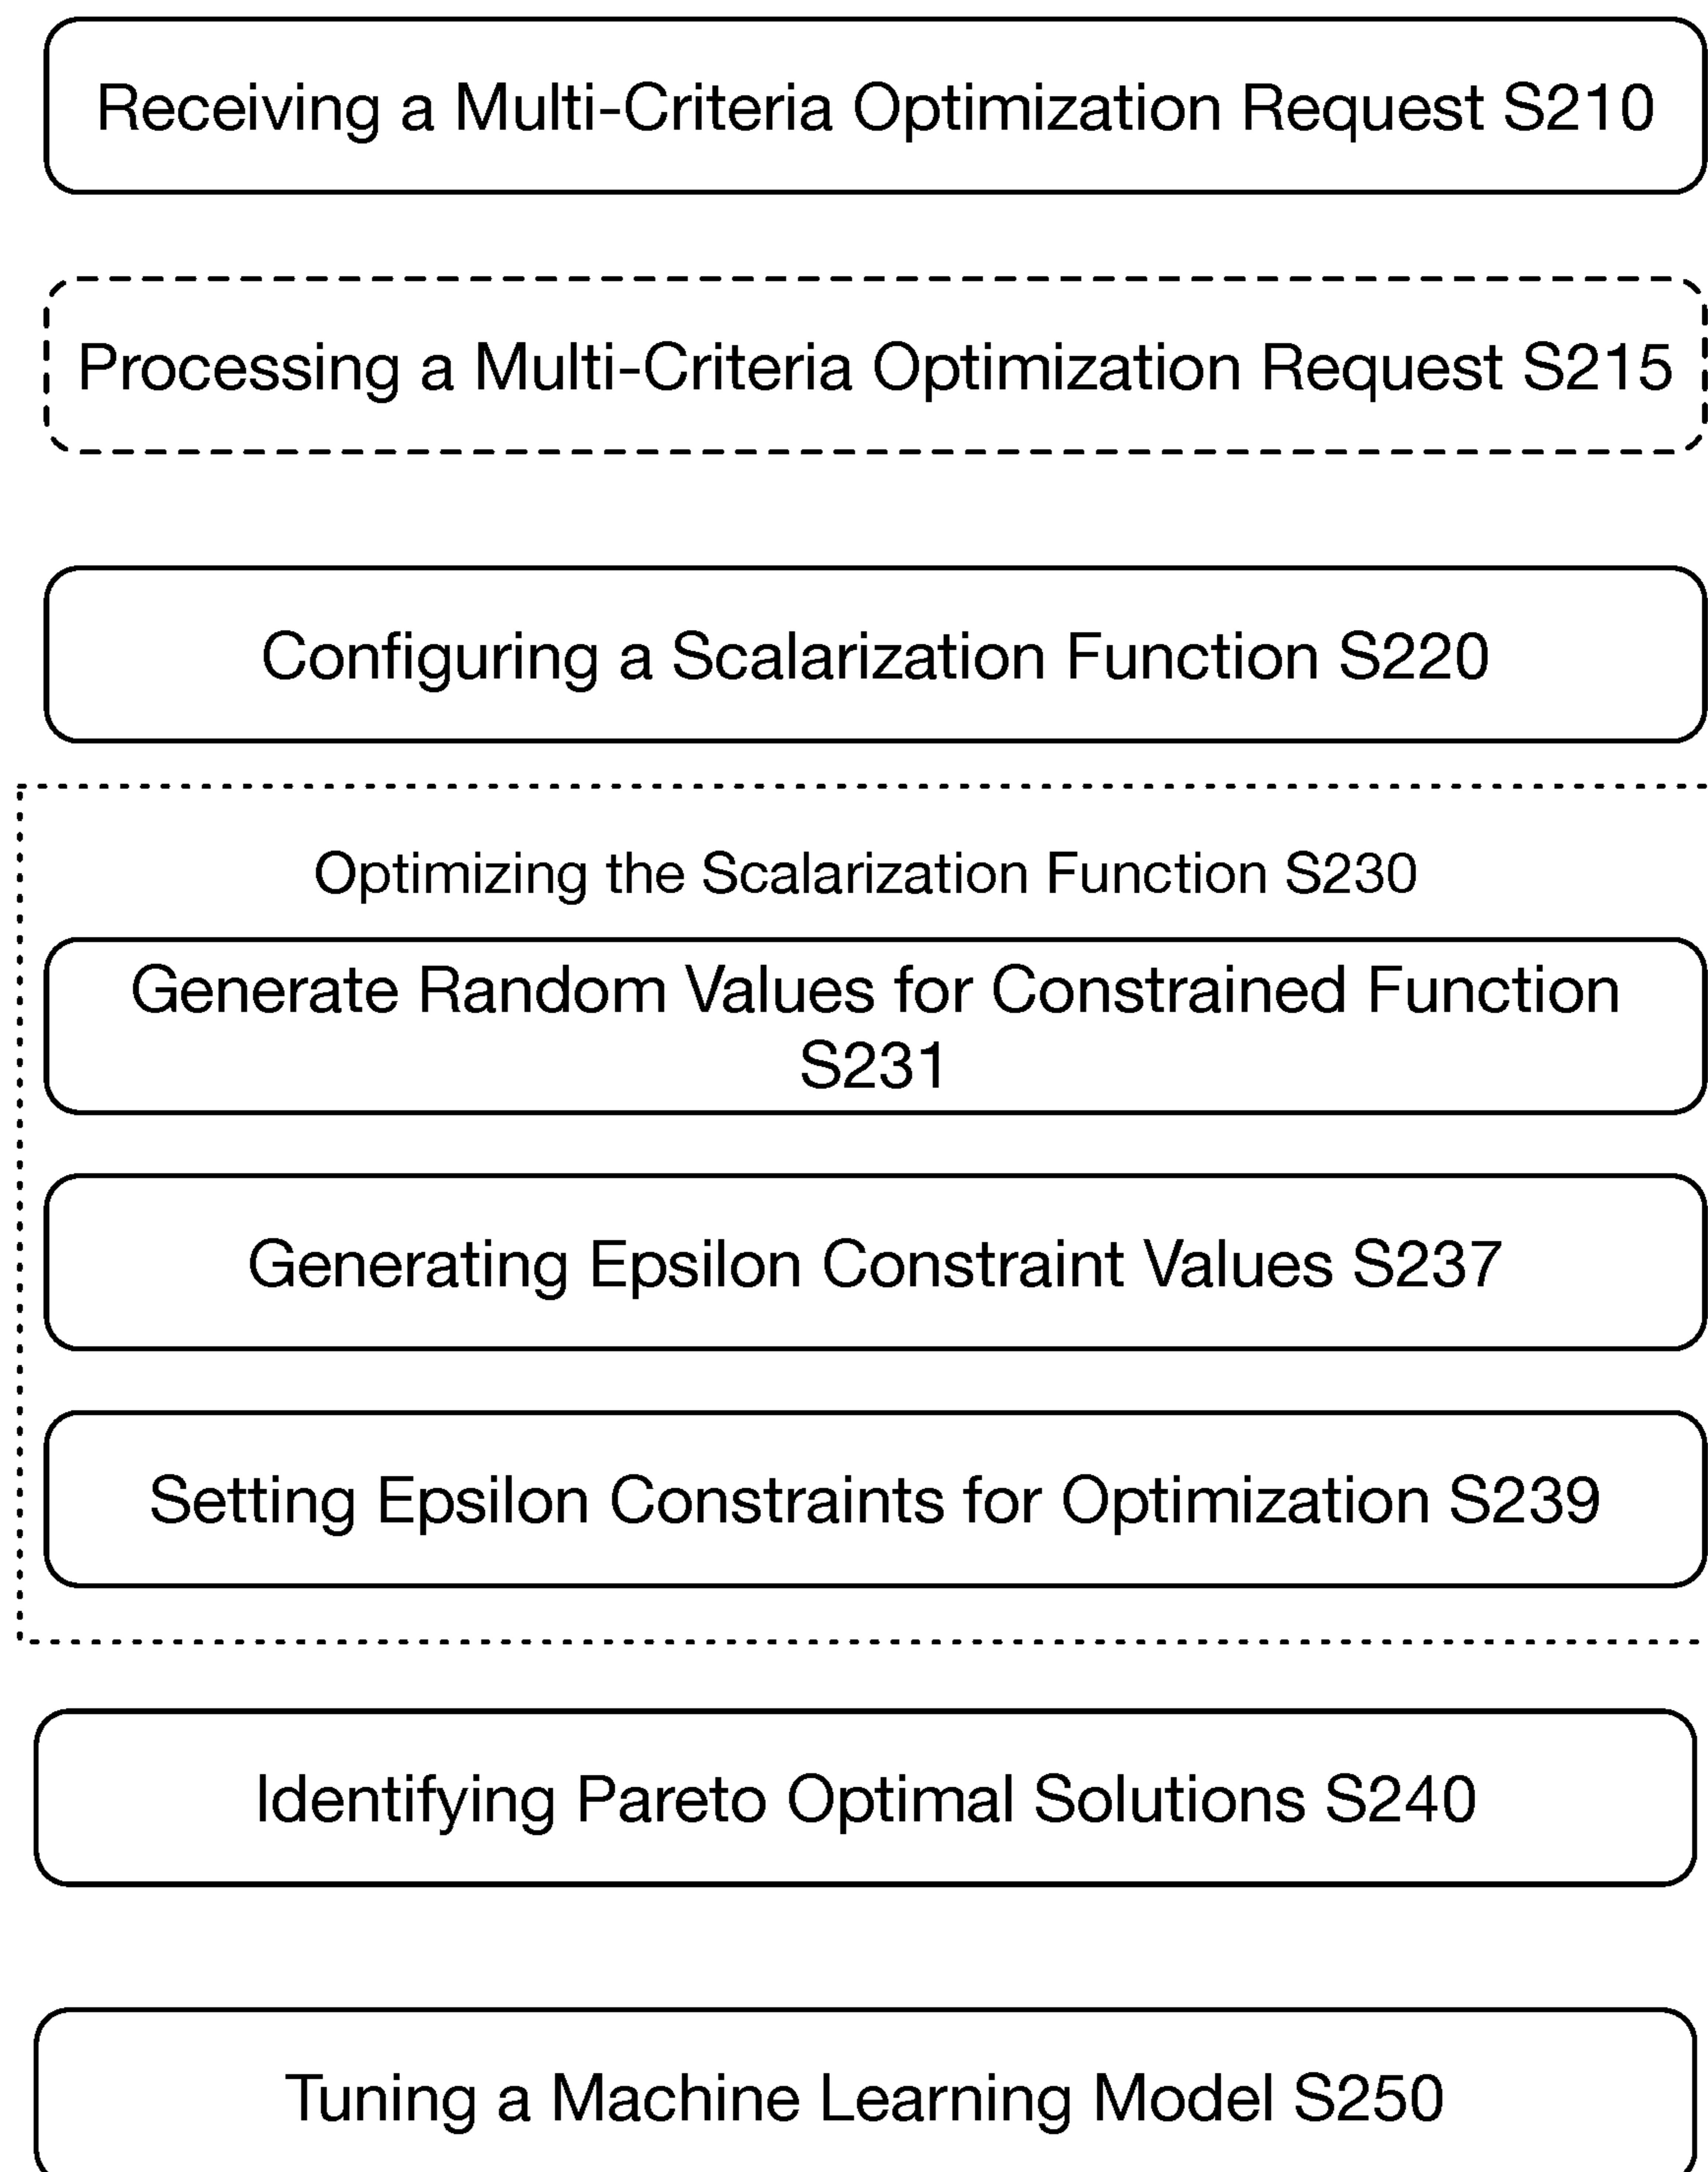 Receiving a Multi-Criteria Optimization Request S210
Processing a Multi-Criteria Optimization Request S215
Configuring a Scalarization Function S220
Optimizing the Scalarization Function S230
Generate Random Values for Constrained Function
S231
Generating Epsilon Constraint Values S237
Setting Epsilon Constraints for Optimization S239
Identifying Pareto Optimal Solutions S240
Tuning a Machine Learning Model S250